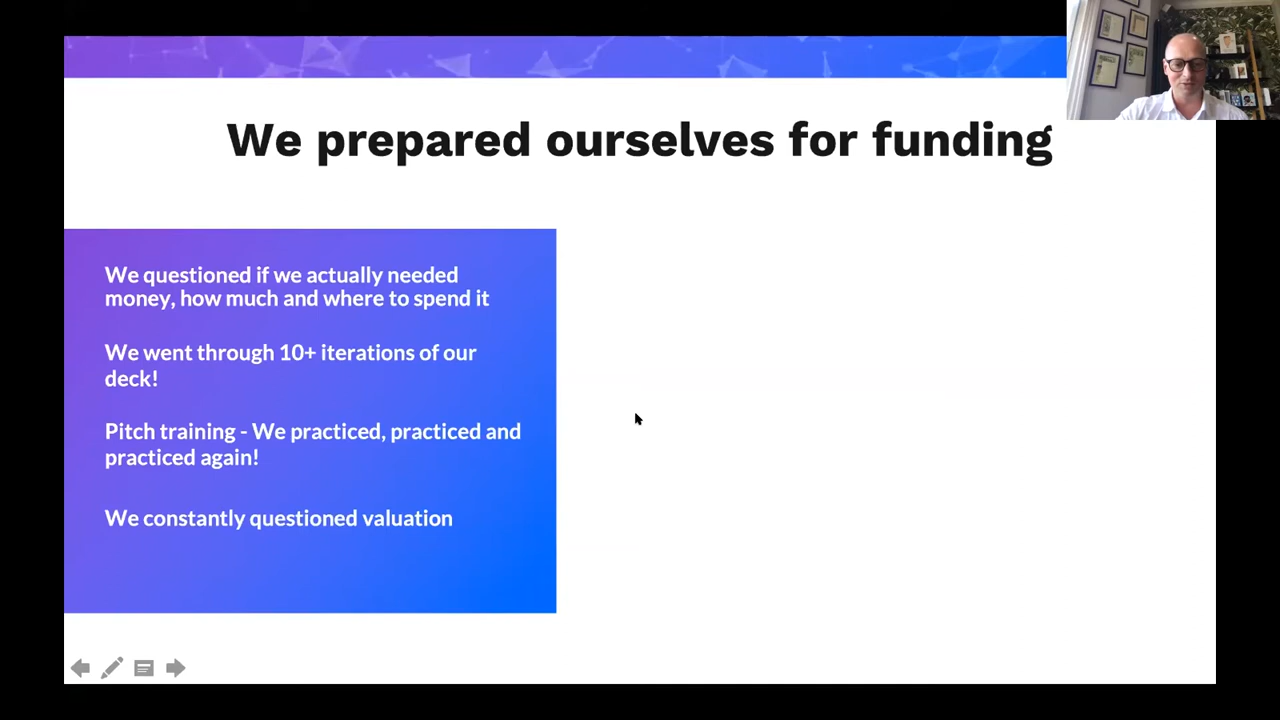 We prepared ourselves for funding
We questioned if we actually needed
money, how much and where to spend it
We went through 10+ iterations of our
deck!
Pitch training - We practiced, practiced and
practiced again!
We constantly questioned valuation